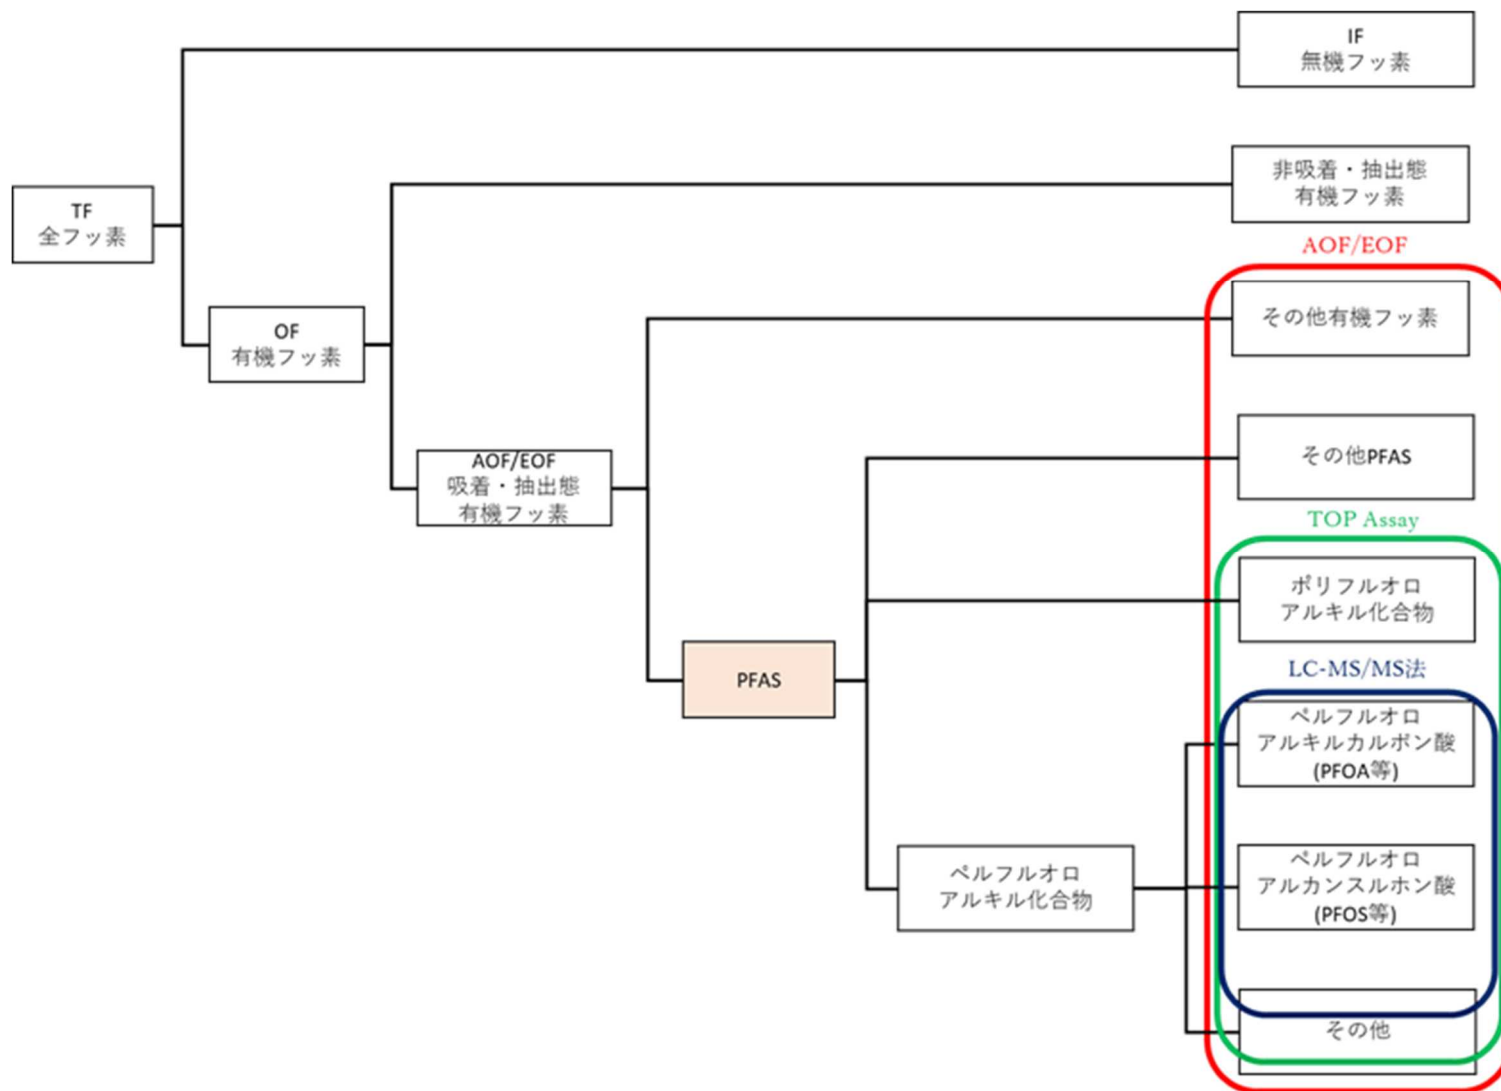 IF
無機フッ素
非吸着・抽出態
有機フッ素
TF
全フッ素
AOF/EOF
その他有機フッ素
OF
有機フッ素
AOF/EOF
吸着・抽出態
有機フッ素
その他PFAS
TOP Assay
ポリフルオロ
アルキル化合物
PFAS
LC-MS/MS法
ペルフルオロ
アルキルカルボン酸
(PFOA等)
ペルフルオロ
アルキル化合物
ペルフルオロ
アルカンスルホン酸
(PFOS等)
その他